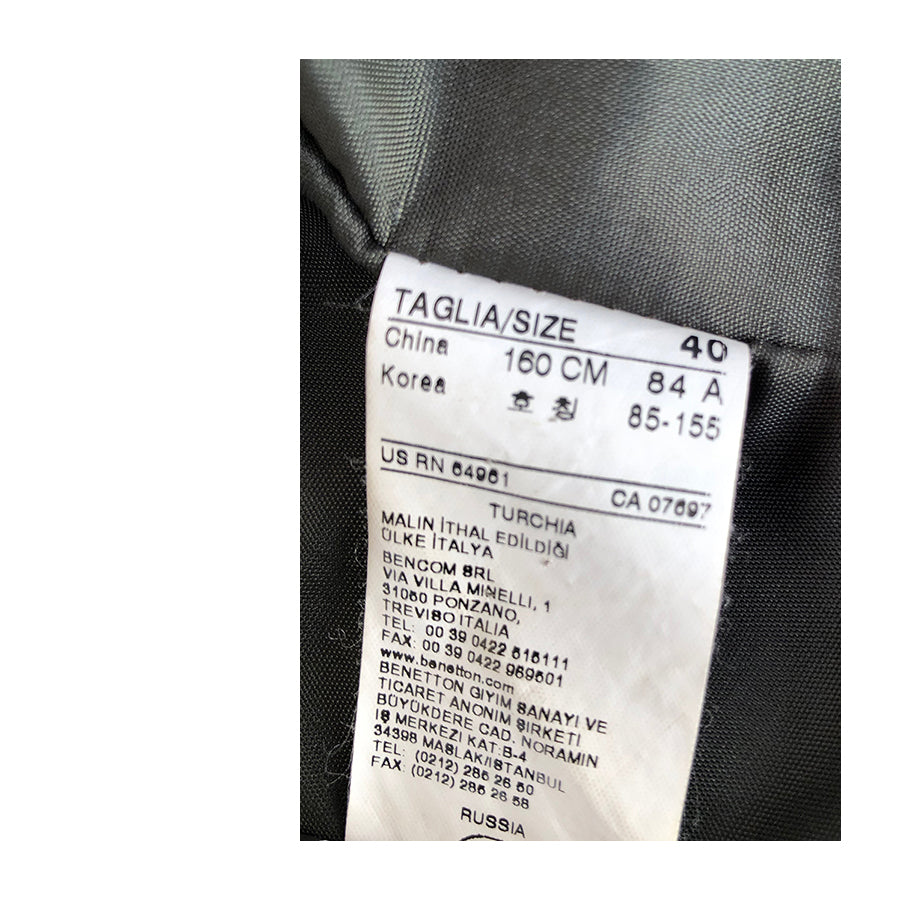 TAGLIA/SIZE 40
China 160 CM 84 A
Korea 호칭 85-155
US RN 64961 CA 07697
TURCHIA
MALIN İTHAL EDİLDİĞİ
ÜLKE İTALYA
BENCOM SRL
VIA VILLA MINELLI, 1
31050 PONZANO,
TREVISO ITALIA
TEL: 00 39 0422 515111
FAX: 00 39 0422 969501
www.benetton.com
BENETTON GIYIM SANAYI VE
TICARET ANONIM ŞIRKETI
BÜYÜKDERE CAD. NORAMIN
IŞ MERKEZI KAT:B-4
34398 MASLAK/ISTANBUL
TEL: (0212) 286 26 50
FAX: (0212) 286 26 58
RUSSIA